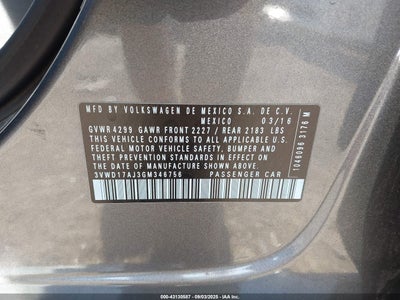 MFD BY VOLKSWAGEN DE MEXICO S.A. DE C.V.
MEXICO 03/16
GVWR 4299 GAWR FRONT 2227 / REAR 2183 LBS
THIS VEHICLE CONFORMS TO ALL APPLICABLE U.S.
FEDERAL MOTOR VEHICLE SAFETY, BUMPER AND
THEFT PREVENTION STANDARDS IN EFFECT ON THE
DATE OF MANUFACTURE SHOWN ABOVE.
3VWD17AJ3GM346756 PASSENGER CAR
1046096 3176 M
000-43130587 - 09/03/2025 - IAAUS